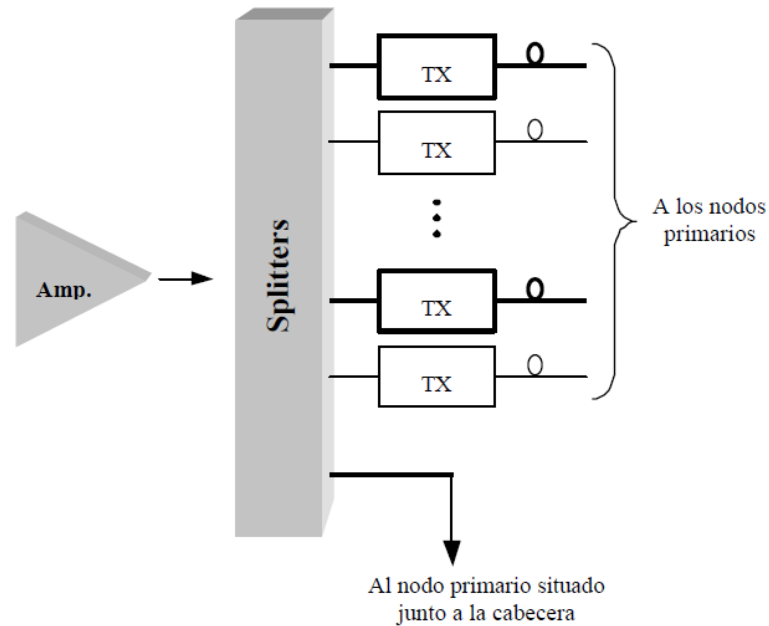 Amp.
Splitters
TX
TX
TX
TX
A los nodos
primarios
Al nodo primario situado
junto a la cabecera